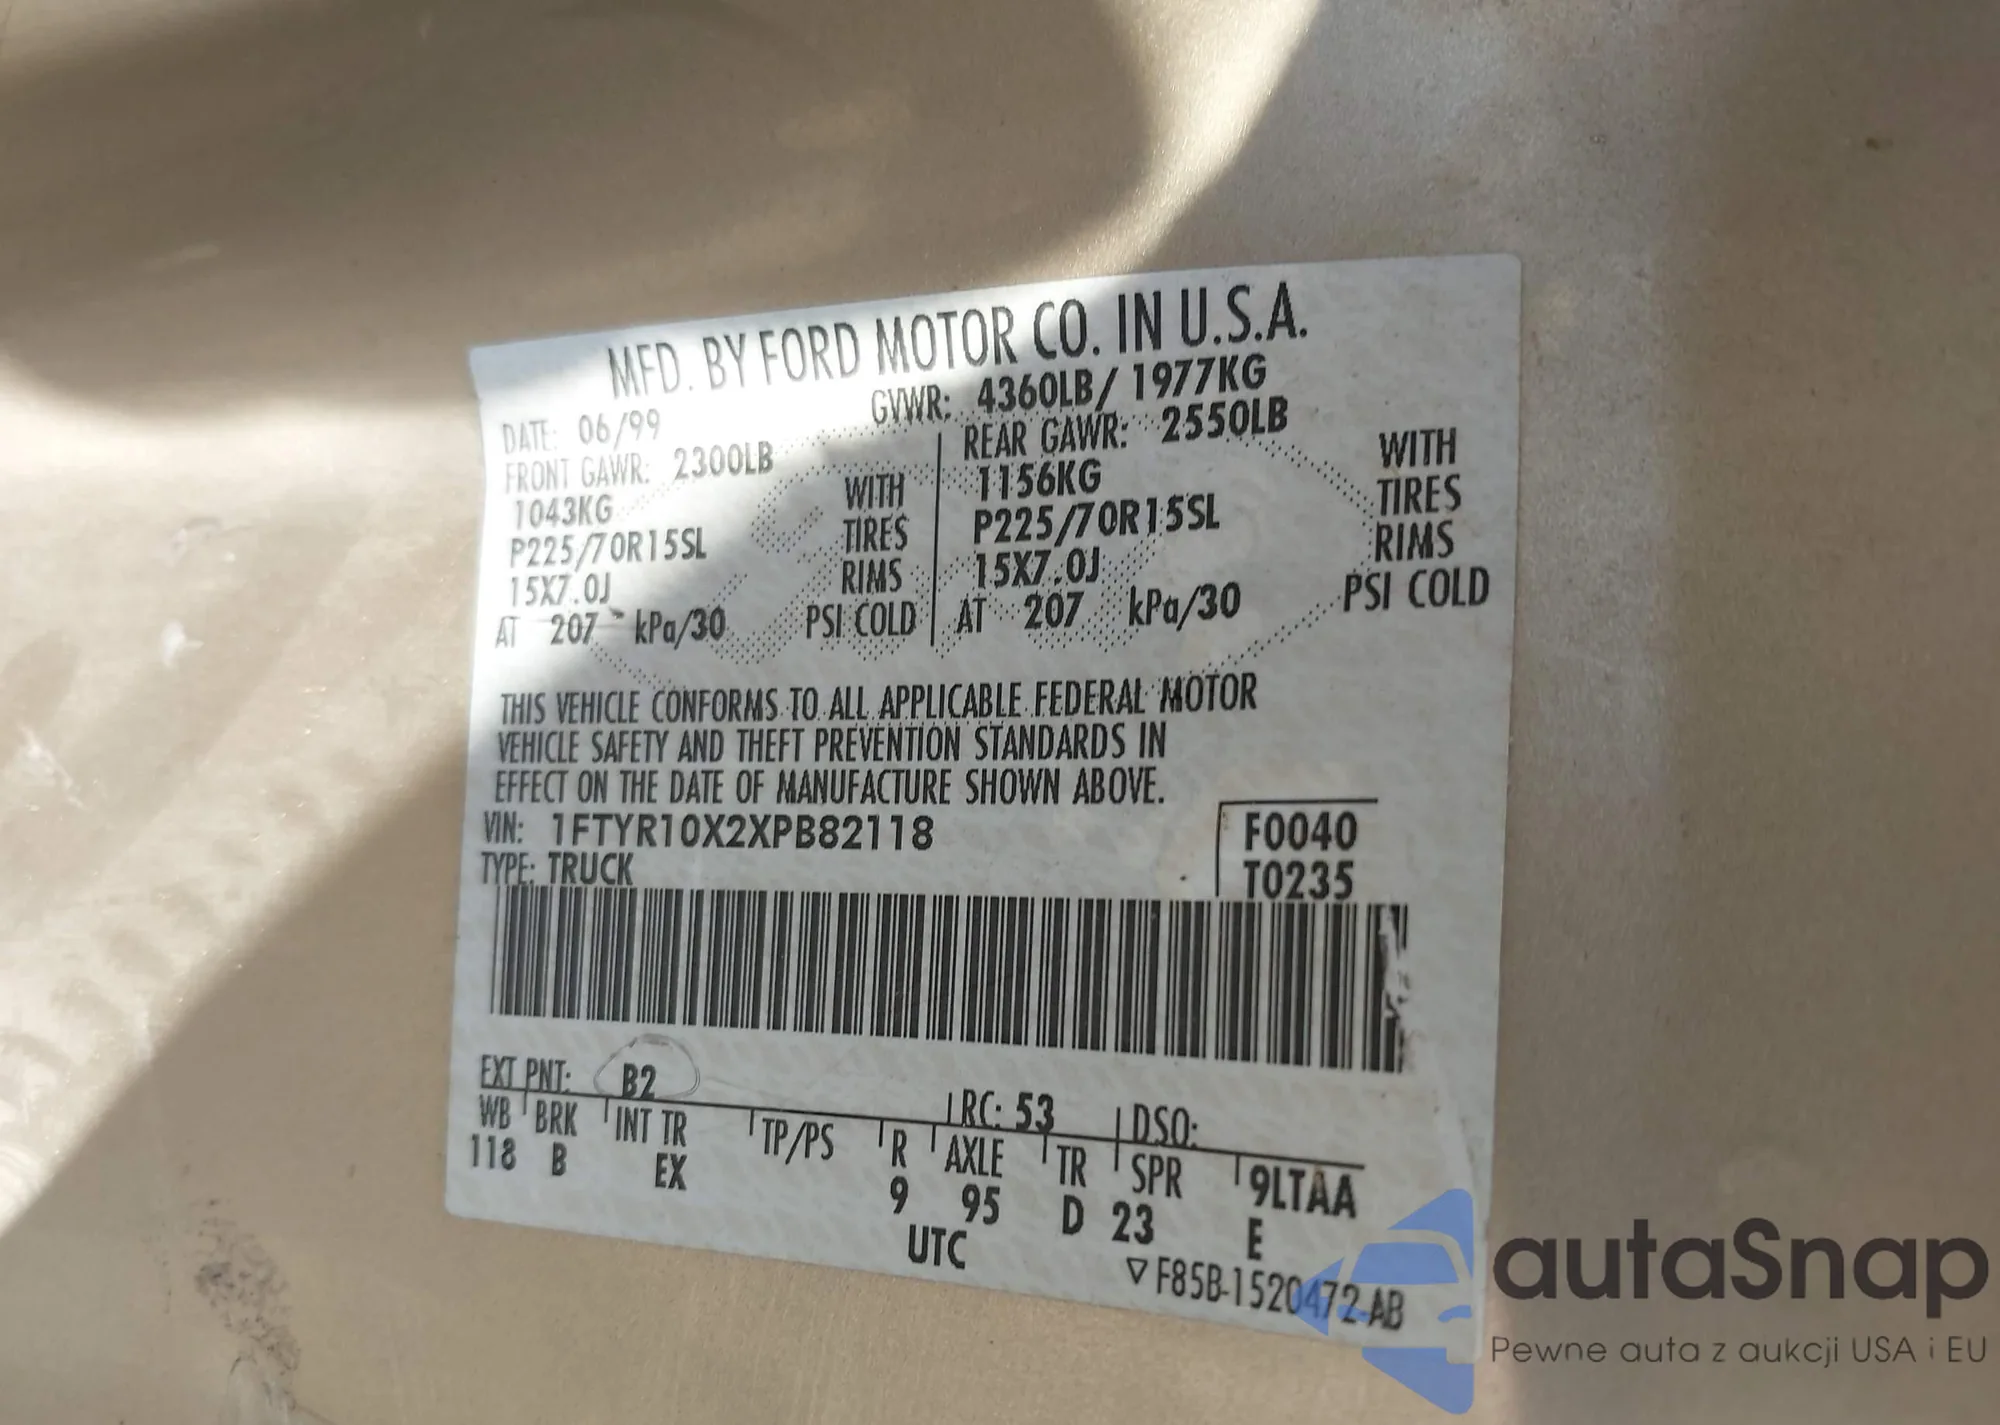 MFD. BY FORD MOTOR CO. IN U.S.A.
DATE: 06/99 GVWR: 4360LB/ 1977KG
FRONT GAWR: 2300LB REAR GAWR: 2550LB
1043KG WITH 1156KG WITH
P225/70R15SL TIRES P225/70R15SL TIRES
15X7.0J RIMS 15X7.0J RIMS
AT 207 kPa/30 PSI COLD AT 207 kPa/30 PSI COLD
THIS VEHICLE CONFORMS TO ALL APPLICABLE FEDERAL MOTOR
VEHICLE SAFETY AND THEFT PREVENTION STANDARDS IN
EFFECT ON THE DATE OF MANUFACTURE SHOWN ABOVE.
VIN: 1FTYR10X2XPB82118 F0040
TYPE: TRUCK T0235
EXT PNT: B2 RC: 53 DSO:
WB BRK INT TR TP/PS R AXLE TR SPR 9LTAA
118 B EX 9 95 D 23 E
UTC
▽F85B-1520472-AB
autaSnap
Pewne auta z aukcji USA i EU